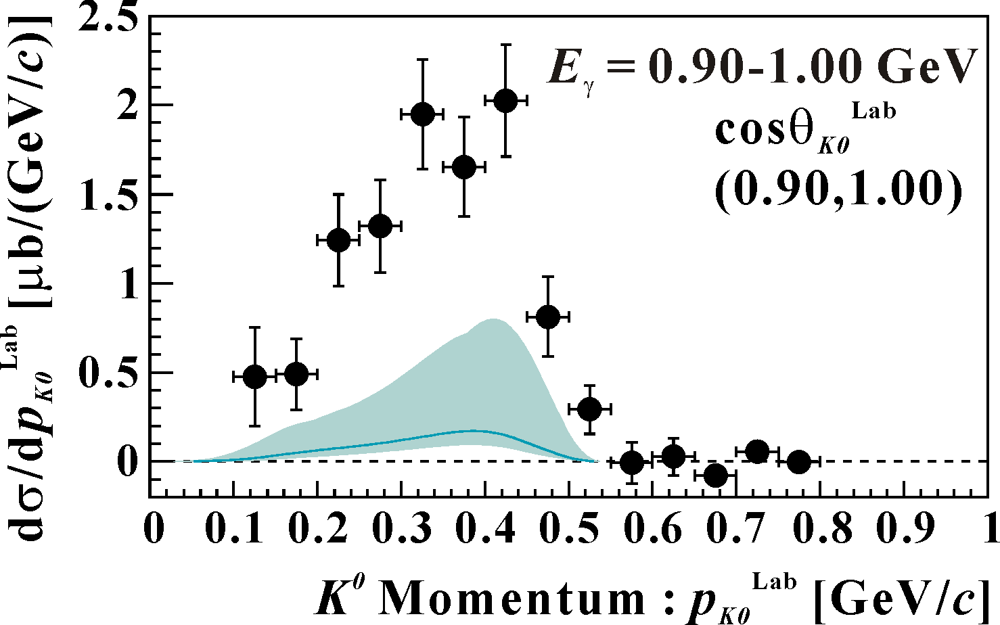 dσ/dp_K0^Lab [μb/(GeV/c)]
2.5
2
1.5
1
0.5
0
E_γ = 0.90-1.00 GeV
cosθ_K0^Lab
(0.90,1.00)
0 0.1 0.2 0.3 0.4 0.5 0.6 0.7 0.8 0.9 1
K^0 Momentum : p_K0^Lab [GeV/c]